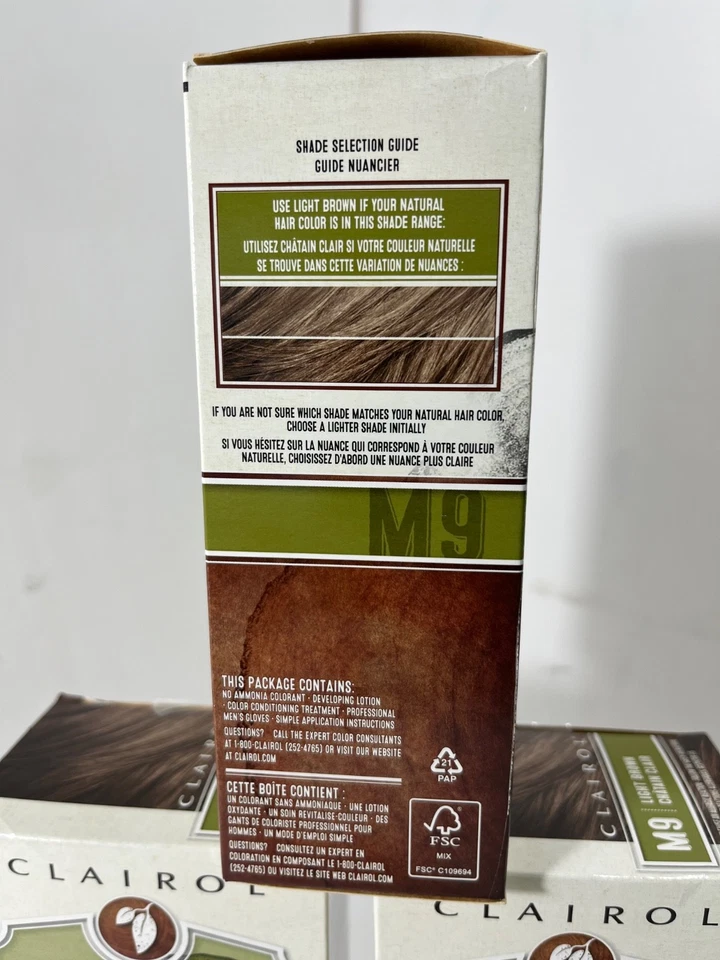 SHADE SELECTION GUIDE
GUIDE NUANCIER
USE LIGHT BROWN IF YOUR NATURAL
HAIR COLOR IS IN THIS SHADE RANGE:
UTILISEZ CHÂTAIN CLAIR SI VOTRE COULEUR NATURELLE
SE TROUVE DANS CETTE VARIATION DE NUANCES :
IF YOU ARE NOT SURE WHICH SHADE MATCHES YOUR NATURAL HAIR COLOR,
CHOOSE A LIGHTER SHADE INITIALLY
SI VOUS HÉSITEZ SUR LA NUANCE QUI CORRESPOND À VOTRE COULEUR
NATURELLE, CHOISISSEZ D'ABORD UNE NUANCE PLUS CLAIRE
M9
THIS PACKAGE CONTAINS:
NO AMMONIA COLORANT · DEVELOPING LOTION
· COLOR CONDITIONING TREATMENT · PROFESSIONAL
MEN'S GLOVES · SIMPLE APPLICATION INSTRUCTIONS
QUESTIONS? CALL THE EXPERT COLOR CONSULTANTS
AT 1-800-CLAIROL (252-4765) OR VISIT OUR WEBSITE
AT CLAIROL.COM
CETTE BOÎTE CONTIENT :
UN COLORANT SANS AMMONIAQUE · UNE LOTION
OXYDANTE · UN SOIN REVITALISE-COULEUR · DES
GANTS DE COLORISTE PROFESSIONNEL POUR
HOMMES · UN MODE D'EMPLOI SIMPLE
QUESTIONS? CONSULTEZ UN EXPERT EN
COLORATION EN COMPOSANT LE 1-800-CLAIROL
(252-4765) OU VISITEZ LE SITE WEB CLAIROL.COM
21
PAP
FSC
MIX
FSC® C109694
CLAIROL
M9
LIGHT BROWN
CHÂTAIN CLAIR
CLAIROL